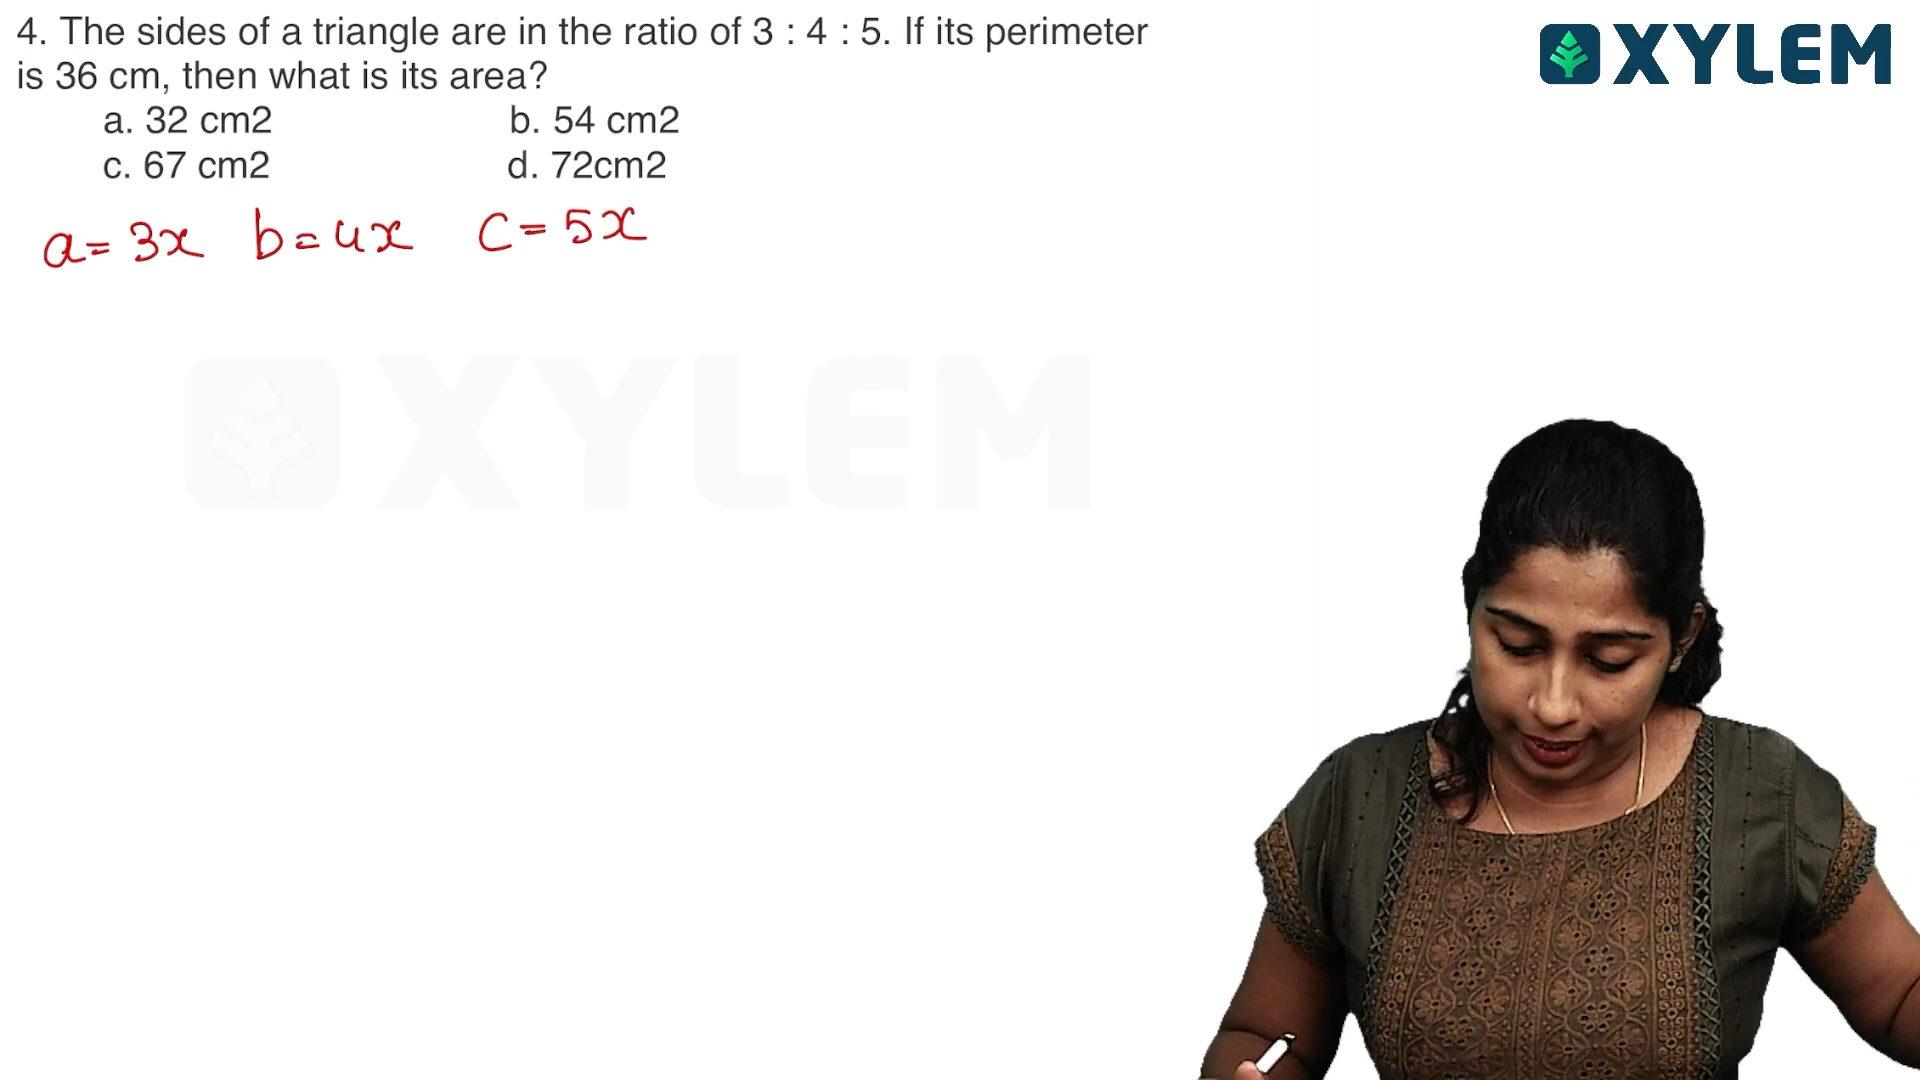 4. The sides of a triangle are in the ratio of 3 : 4 : 5. If its perimeter
is 36 cm, then what is its area?
a. 32 cm2 b. 54 cm2
c. 67 cm2 d. 72cm2
a = 3x b = 4x c = 5x
XYLEM
XYLEM